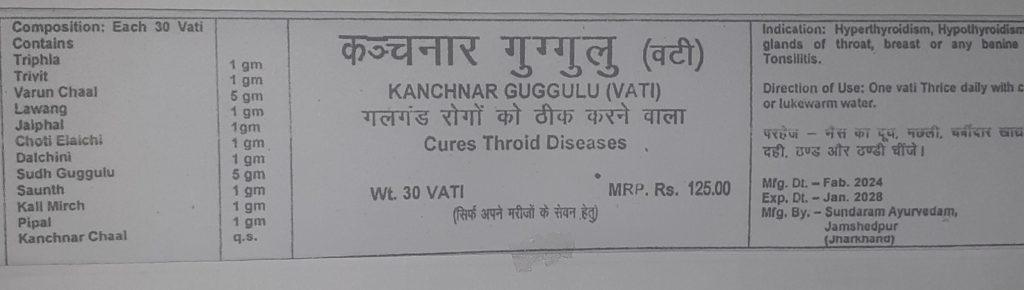 Composition: Each 30 Vati
Contains
Triphla 1 gm
Trivit 1 gm
Varun Chaal 5 gm
Lawang 1 gm
Jaiphal 1gm
Choti Elaichi 1 gm
Dalchini 1 gm
Sudh Guggulu 5 gm
Saunth 1 gm
Kali Mirch 1 gm
Pipal 1 gm
Kanchnar Chaal q.s.
कञ्चनार गुग्गुलु (वटी)
KANCHNAR GUGGULU (VATI)
गलगंड रोगों को ठीक करने वाला
Cures Throid Diseases
Wt. 30 VATI MRP. Rs. 125.00
(सिर्फ अपने मरीजों के सेवन हेतु)
Indication: Hyperthyroidism, Hypothyroidism
glands of throat, breast or any benine
Tonsilitis.
Direction of Use: One vati Thrice daily with
or lukewarm water.
परहेज – भैंस का दूध, मछली, चर्बीदार खाद्य
दही, ठण्ड और ठण्डी चींजे।
Mfg. Dt. – Fab. 2024
Exp. Dt. – Jan. 2028
Mfg. By. – Sundaram Ayurvedam,
Jamshedpur
(Jharkhand)